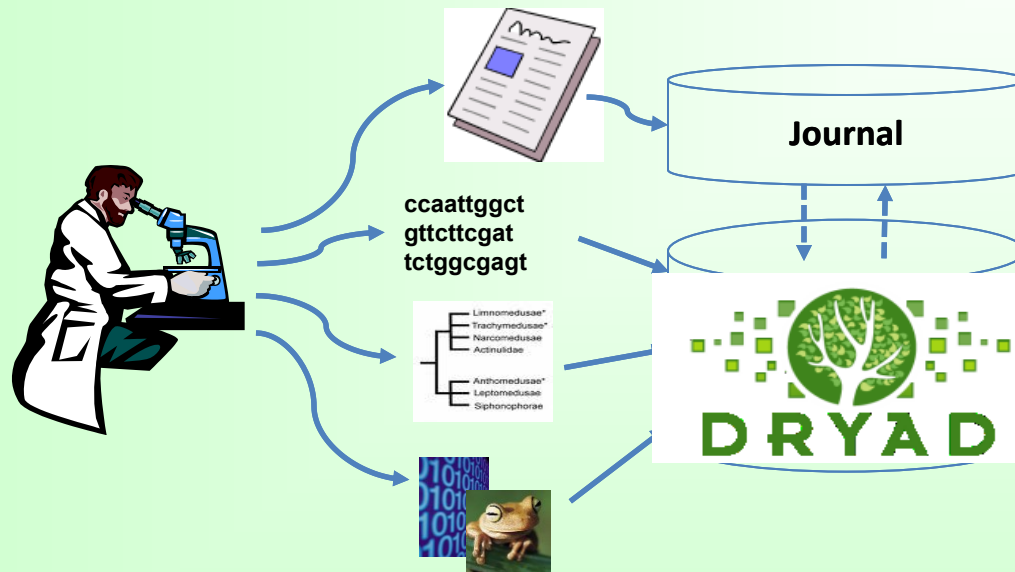 Journal
ccaattggct
gttcttcgat
tctggcgagt
Limnomedusae*
Trachymedusae*
Narcomedusae
Actinulidae
Anthomedusae*
Leptomedusae
Siphonophorae
DRYAD